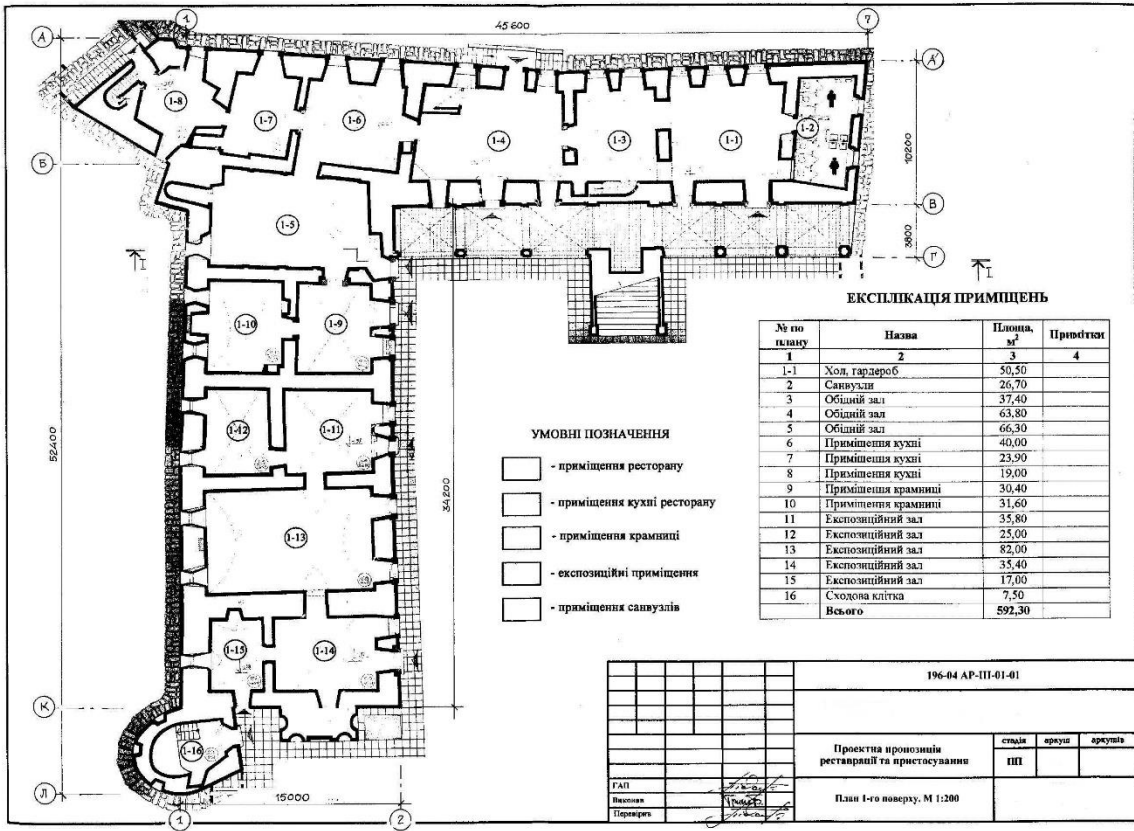 1
45 600
7
А
А'
1-8
1-7
1-6
1-4
1-3
1-1
1-2
10200
Б
В
1-5
3800
Г
I
I
1-10
1-9
1-12
1-11
52400
34200
1-13
1-15
1-14
К
1-16
Л
15000
1
2
ЕКСПЛІКАЦІЯ ПРИМІЩЕНЬ
№ по плану Назва Площа, м² Примітки
1 2 3 4
1-1 Хол, гардероб 50,50
2 Санвузли 26,70
3 Обідній зал 37,40
4 Обідній зал 63,80
5 Обідній зал 66,30
6 Приміщення кухні 40,00
7 Приміщення кухні 23,90
8 Приміщення кухні 19,00
9 Приміщення крамниці 30,40
10 Приміщення крамниці 31,60
11 Експозиційний зал 35,80
12 Експозиційний зал 25,00
13 Експозиційний зал 82,00
14 Експозиційний зал 35,40
15 Експозиційний зал 17,00
16 Сходова клітка 7,50
Всього 592,30
УМОВНІ ПОЗНАЧЕННЯ
- приміщення ресторану
- приміщення кухні ресторану
- приміщення крамниці
- експозиційні приміщення
- приміщення санвузлів
196-04 АР-ІІІ-01-01
Проектна пропозиція
реставрації та пристосування
стадія аркуш аркушів
ПП
ГАП
Виконав
Перевірив
План 1-го поверху. М 1:200